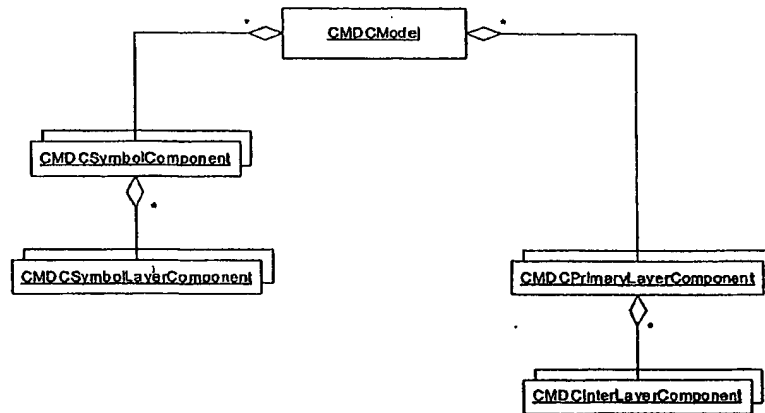 * CMDCModel *
CMDCSymbolComponent
*
CMDCSymbolLayerComponent
CMDCPrimaryLayerComponent
*
CMDCInterLayerComponent